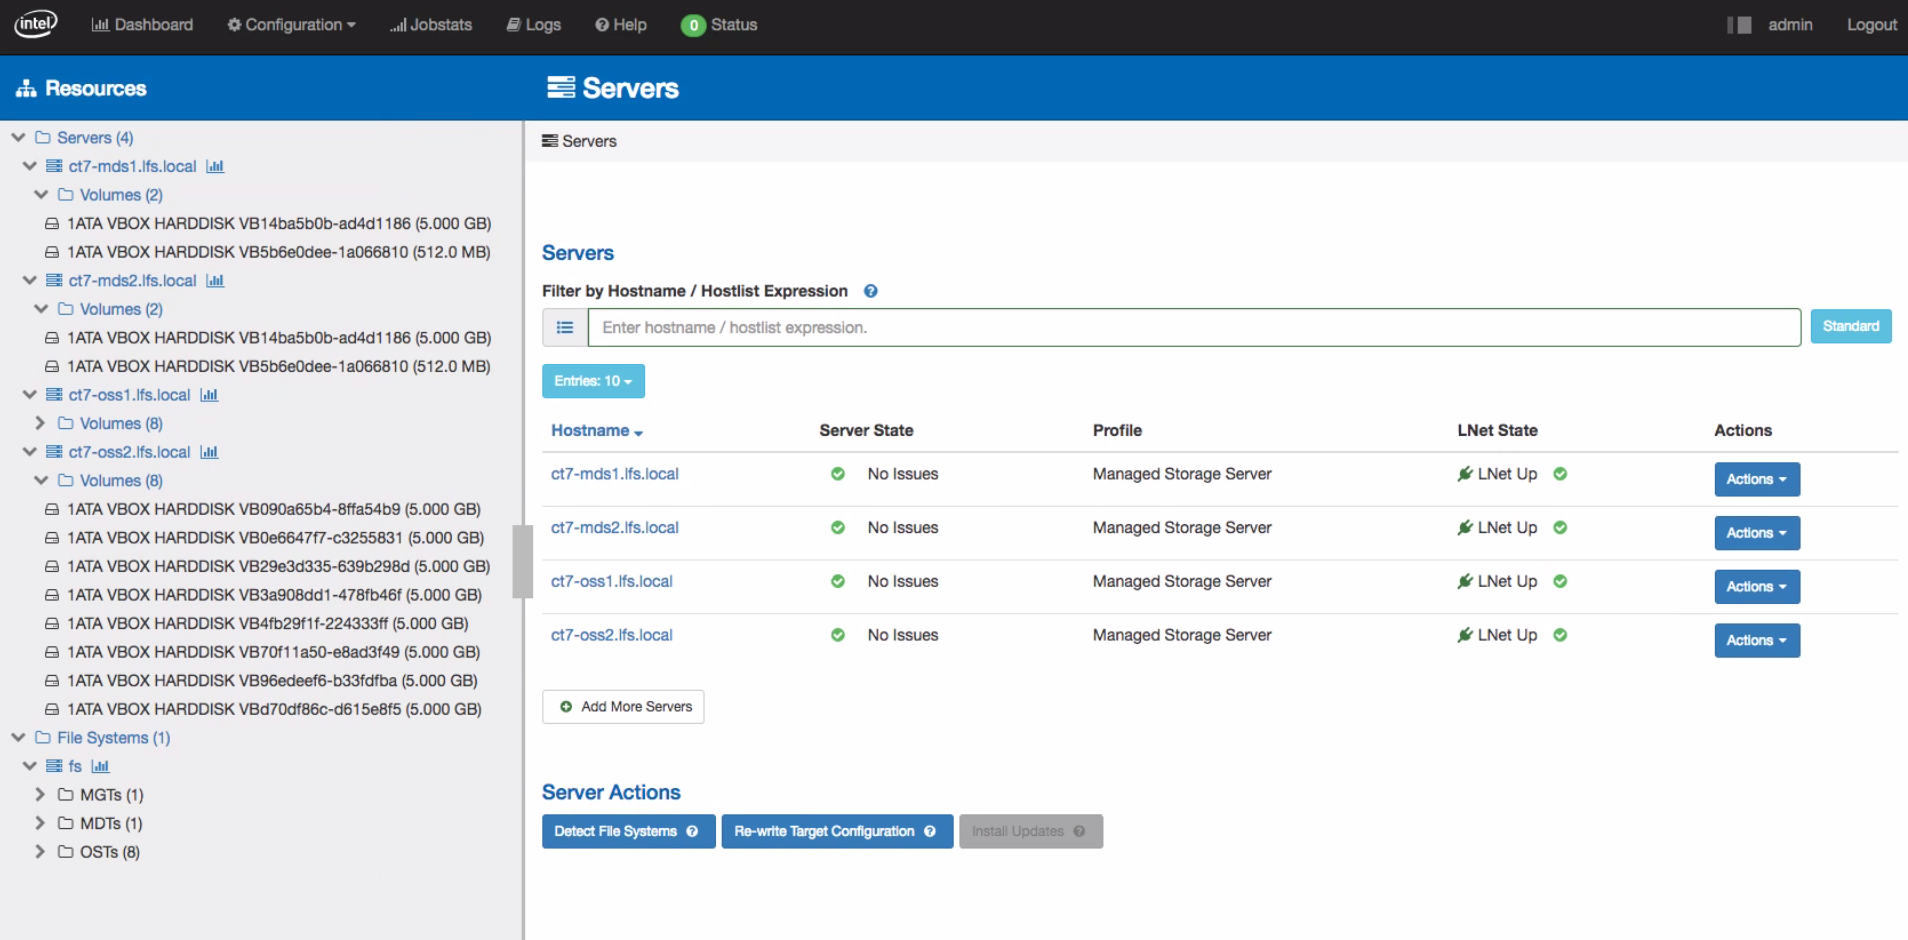 intel Dashboard Configuration Jobstats Logs Help 0 Status admin Logout
Resources
Servers (4)
ct7-mds1.lfs.local
Volumes (2)
1ATA VBOX HARDDISK VB14ba5b0b-ad4d1186 (5.000 GB)
1ATA VBOX HARDDISK VB5b6e0dee-1a066810 (512.0 MB)
ct7-mds2.lfs.local
Volumes (2)
1ATA VBOX HARDDISK VB14ba5b0b-ad4d1186 (5.000 GB)
1ATA VBOX HARDDISK VB5b6e0dee-1a066810 (512.0 MB)
ct7-oss1.lfs.local
Volumes (8)
ct7-oss2.lfs.local
Volumes (8)
1ATA VBOX HARDDISK VB090a65b4-8ffa54b9 (5.000 GB)
1ATA VBOX HARDDISK VB0e6647f7-c3255831 (5.000 GB)
1ATA VBOX HARDDISK VB29e3d335-639b298d (5.000 GB)
1ATA VBOX HARDDISK VB3a908dd1-478fb46f (5.000 GB)
1ATA VBOX HARDDISK VB4fb29f1f-224333ff (5.000 GB)
1ATA VBOX HARDDISK VB70f11a50-e8ad3f49 (5.000 GB)
1ATA VBOX HARDDISK VB96edeef6-b33fdfba (5.000 GB)
1ATA VBOX HARDDISK VBd70df86c-d615e8f5 (5.000 GB)
File Systems (1)
fs
MGTs (1)
MDTs (1)
OSTs (8)
Servers
Servers
Servers
Filter by Hostname / Hostlist Expression
Enter hostname / hostlist expression. Standard
Entries: 10
Hostname Server State Profile LNet State Actions
ct7-mds1.lfs.local No Issues Managed Storage Server LNet Up Actions
ct7-mds2.lfs.local No Issues Managed Storage Server LNet Up Actions
ct7-oss1.lfs.local No Issues Managed Storage Server LNet Up Actions
ct7-oss2.lfs.local No Issues Managed Storage Server LNet Up Actions
Add More Servers
Server Actions
Detect File Systems Re-write Target Configuration Install Updates